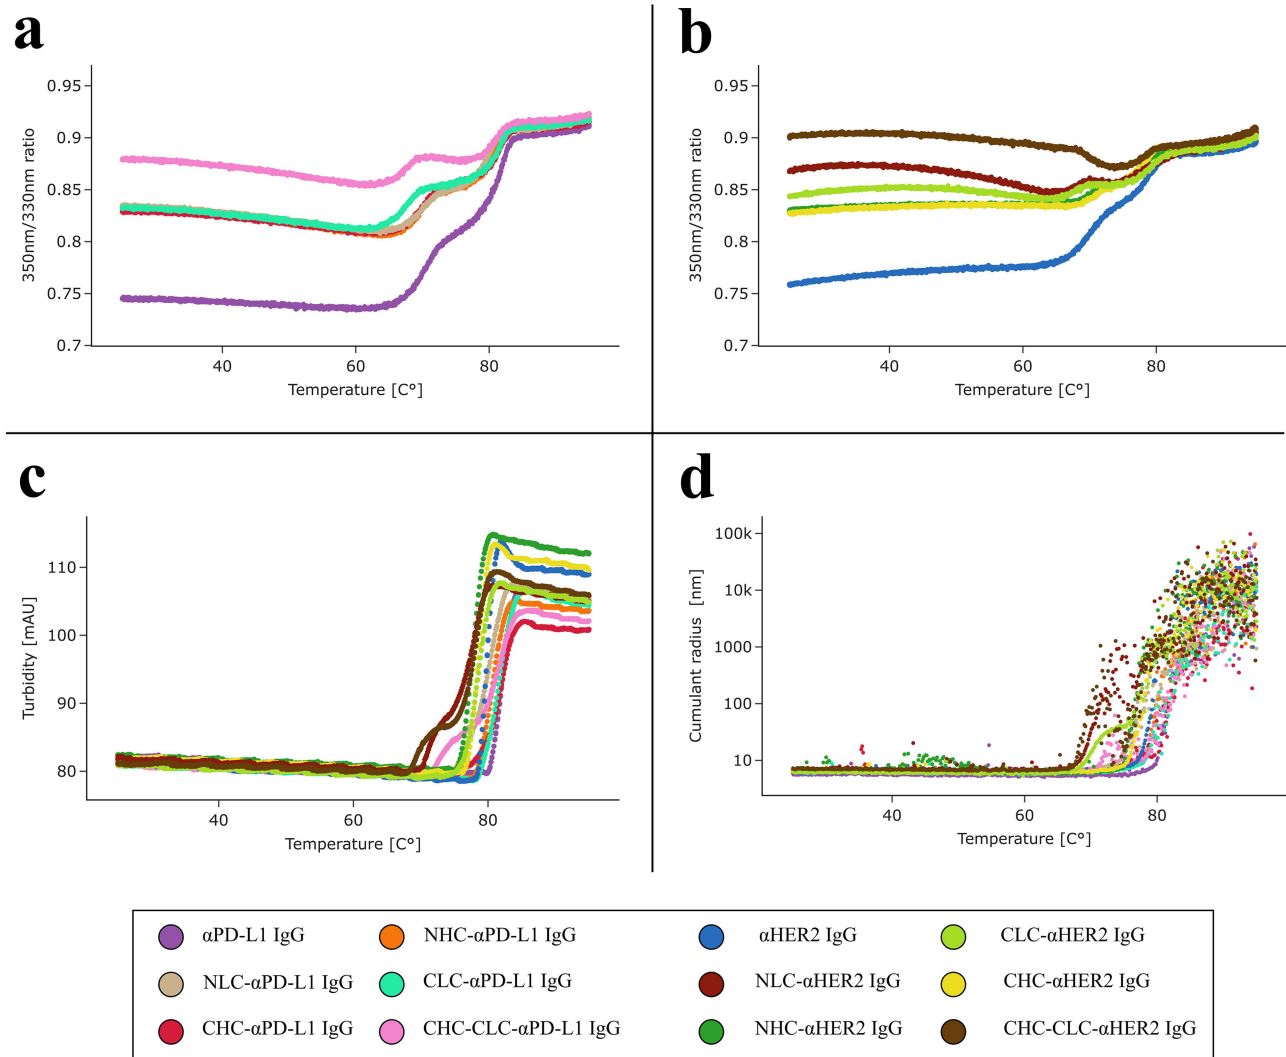 a
0.95
0.9
0.85
0.8
0.75
0.7
350nm/330nm ratio
40 60 80
Temperature [C°]
b
0.95
0.9
0.85
0.8
0.75
0.7
350nm/330nm ratio
40 60 80
Temperature [C°]
c
110
100
90
80
Turbidity [mAU]
40 60 80
Temperature [C°]
d
100k
10k
1000
100
10
Cumulant radius [nm]
40 60 80
Temperature [C°]
αPD-L1 IgG NHC-αPD-L1 IgG αHER2 IgG CLC-αHER2 IgG
NLC-αPD-L1 IgG CLC-αPD-L1 IgG NLC-αHER2 IgG CHC-αHER2 IgG
CHC-αPD-L1 IgG CHC-CLC-αPD-L1 IgG NHC-αHER2 IgG CHC-CLC-αHER2 IgG